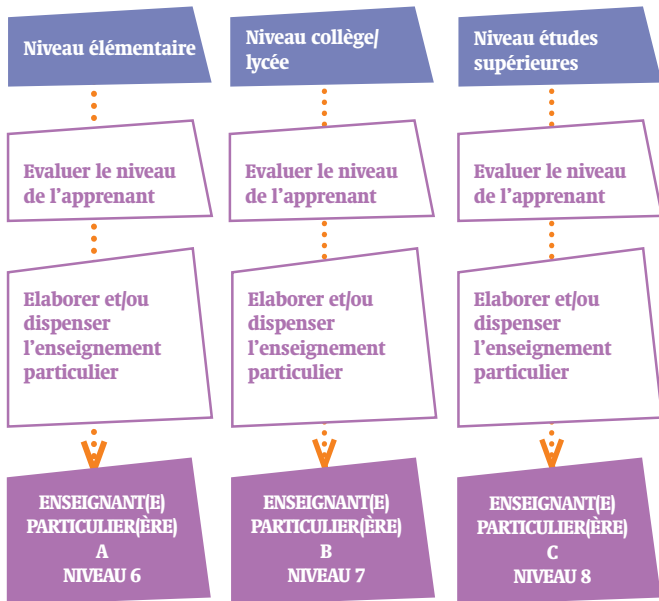 Niveau élémentaire
Niveau collège/
lycée
Niveau études
supérieures
Evaluer le niveau
de l'apprenant
Evaluer le niveau
de l'apprenant
Evaluer le niveau
de l'apprenant
Elaborer et/ou
dispenser
l'enseignement
particulier
Elaborer et/ou
dispenser
l'enseignement
particulier
Elaborer et/ou
dispenser
l'enseignement
particulier
ENSEIGNANT(E)
PARTICULIER(ÈRE)
A
NIVEAU 6
ENSEIGNANT(E)
PARTICULIER(ÈRE)
B
NIVEAU 7
ENSEIGNANT(E)
PARTICULIER(ÈRE)
C
NIVEAU 8